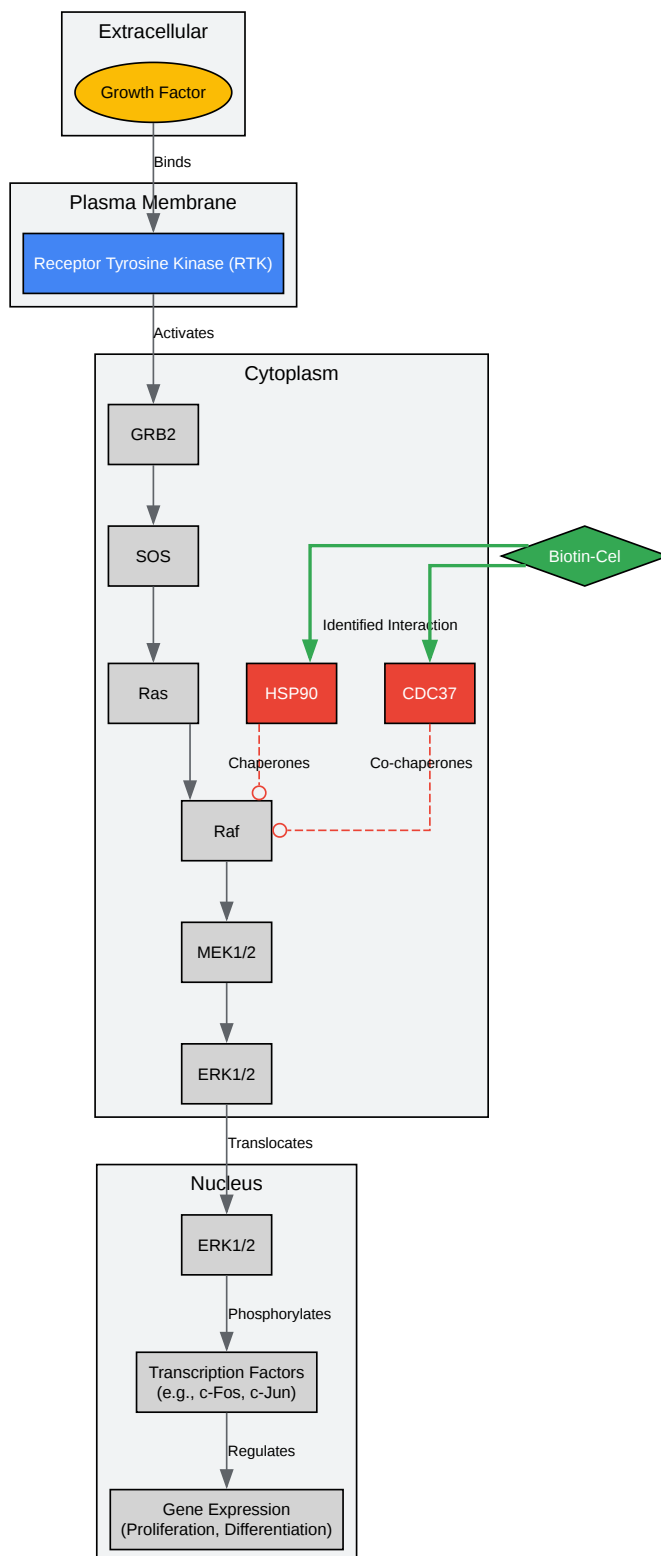 Extracellular
Growth Factor
Binds
Plasma Membrane
Receptor Tyrosine Kinase (RTK)
Activates
Cytoplasm
GRB2
SOS
Biotin-Cel
Identified Interaction
Ras
HSP90
CDC37
Chaperones
Co-chaperones
Raf
MEK1/2
ERK1/2
Translocates
Nucleus
ERK1/2
Phosphorylates
Transcription Factors
(e.g., c-Fos, c-Jun)
Regulates
Gene Expression
(Proliferation, Differentiation)